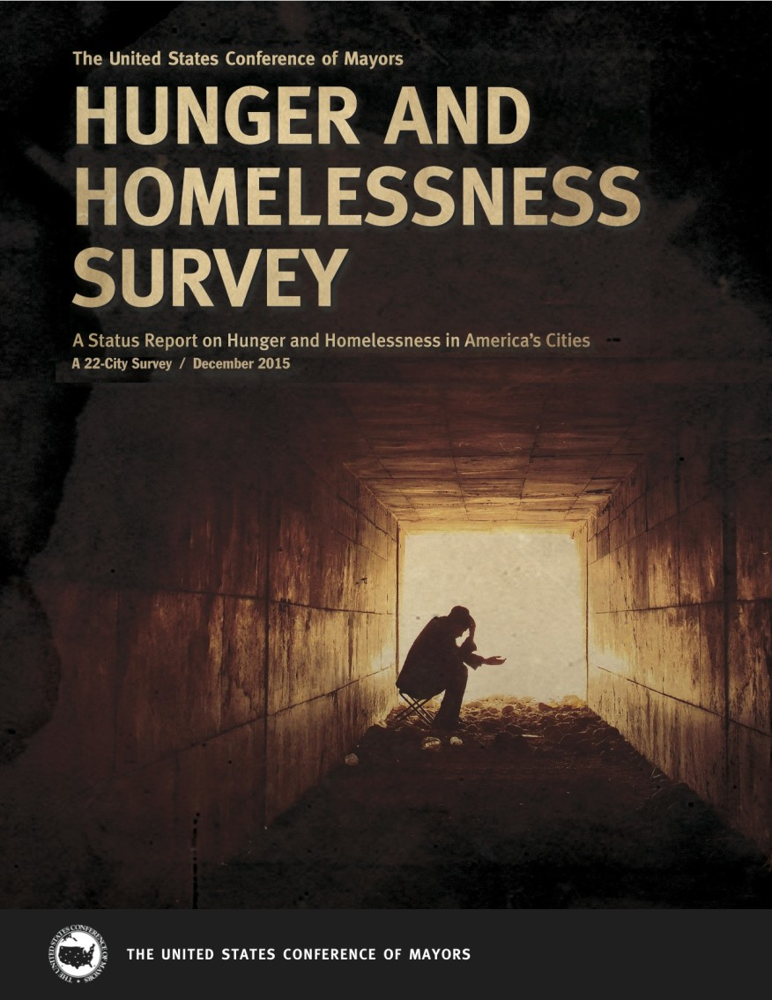 The United States Conference of Mayors
HUNGER AND
HOMELESSNESS
SURVEY
A Status Report on Hunger and Homelessness in America's Cities
A 22-City Survey / December 2015
THE UNITED STATES CONFERENCE OF MAYORS
THE UNITED STATES CONFERENCE OF MAYORS